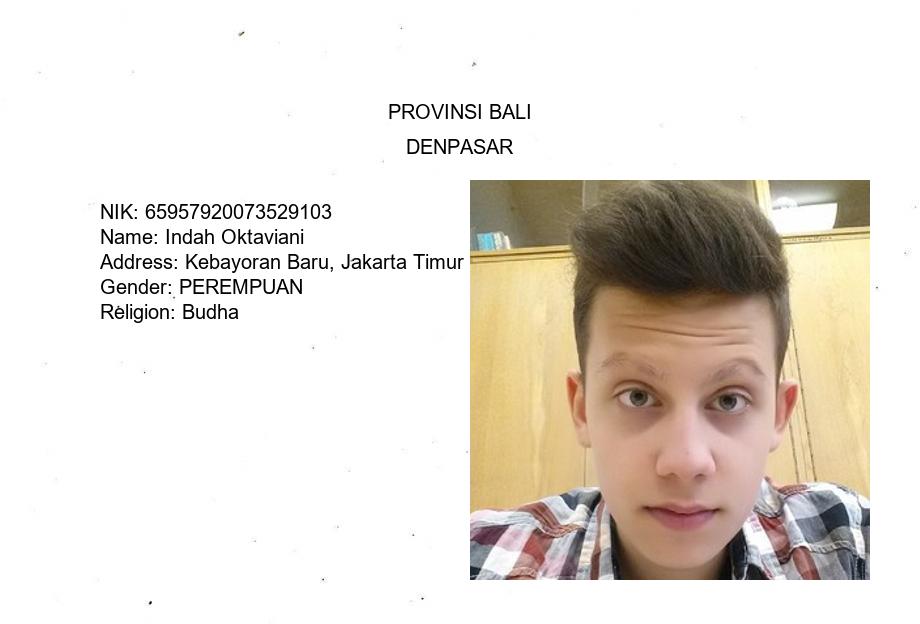 PROVINSI BALI
DENPASAR
NIK: 65957920073529103
Name: Indah Oktaviani
Address: Kebayoran Baru, Jakarta Timur
Gender: PEREMPUAN
Religion: Budha